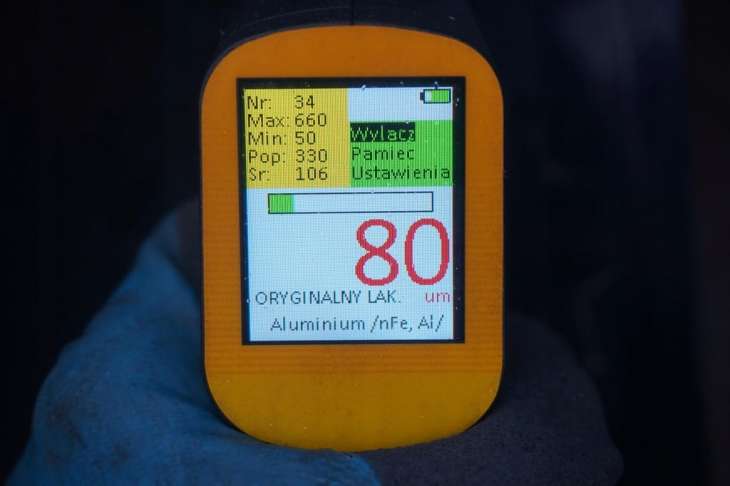 Nr: 34
Max: 660
Min: 50
Pop: 330
Sr: 106
Wylacz
Pamiec
Ustawienia
80
ORYGINALNY LAK. um
Aluminium /nFe, Al/